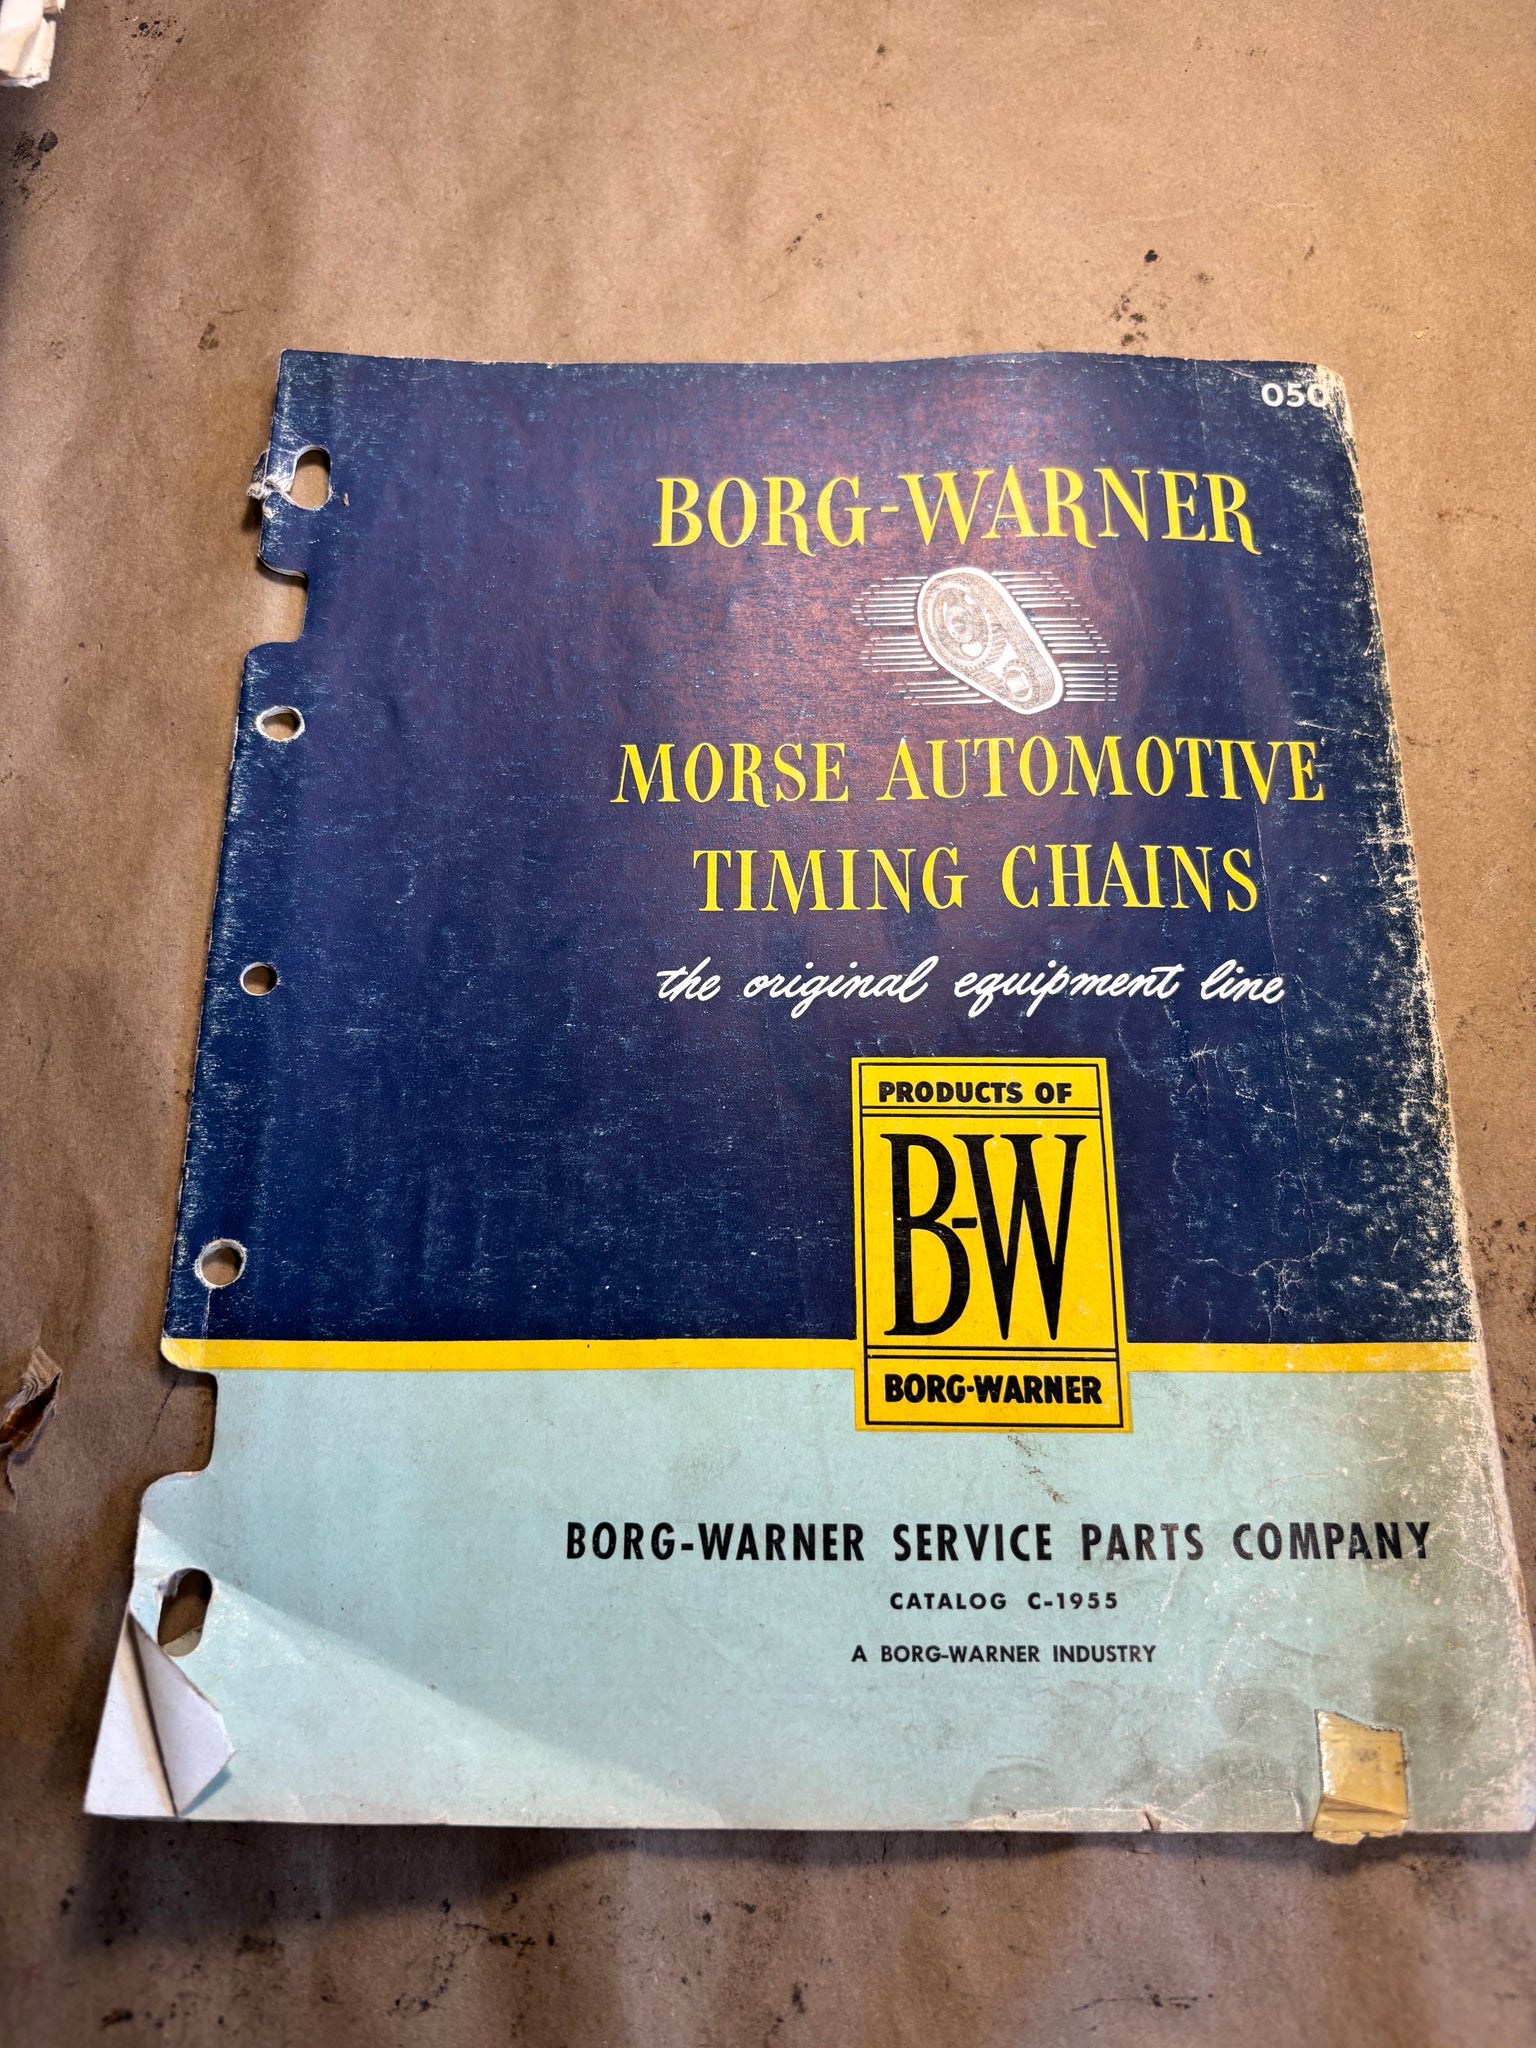 050
BORG-WARNER
MORSE AUTOMOTIVE
TIMING CHAINS
the original equipment line
PRODUCTS OF
B-W
BORG-WARNER
BORG-WARNER SERVICE PARTS COMPANY
CATALOG C-1955
A BORG-WARNER INDUSTRY